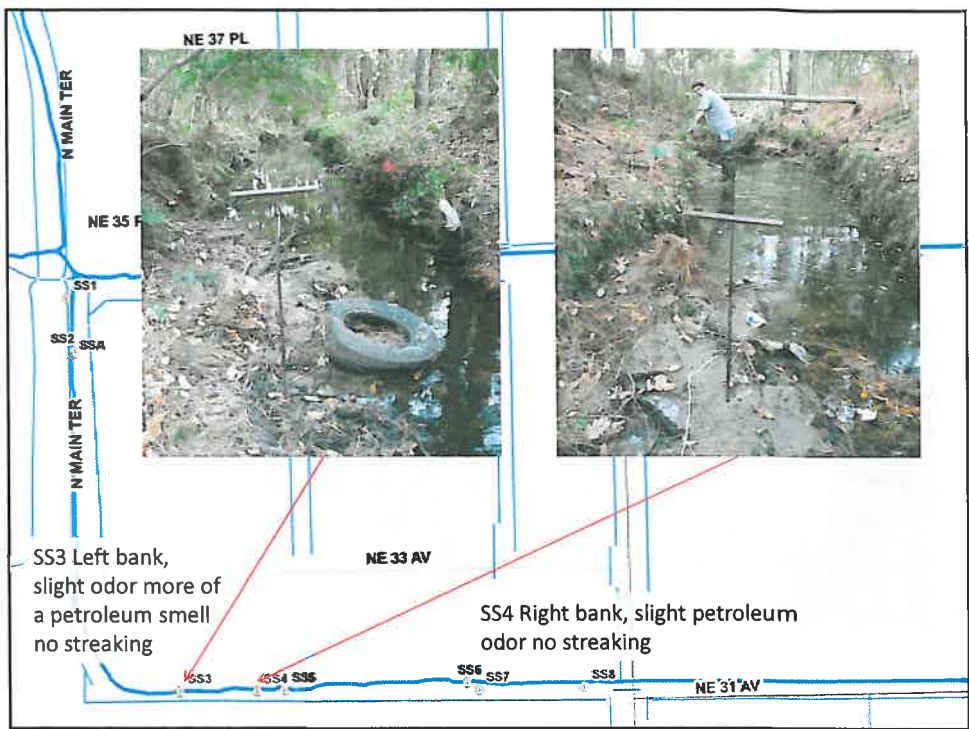 NE 37 PL
N MAIN TER
NE 35 P
SS1
SS2
SSA
N MAIN TER
NE 33 AV
SS3 Left bank,
slight odor more of
a petroleum smell
no streaking
SS4 Right bank, slight petroleum
odor no streaking
SS3
SS4
SS5
SS6
SS7
SS8
NE 31 AV